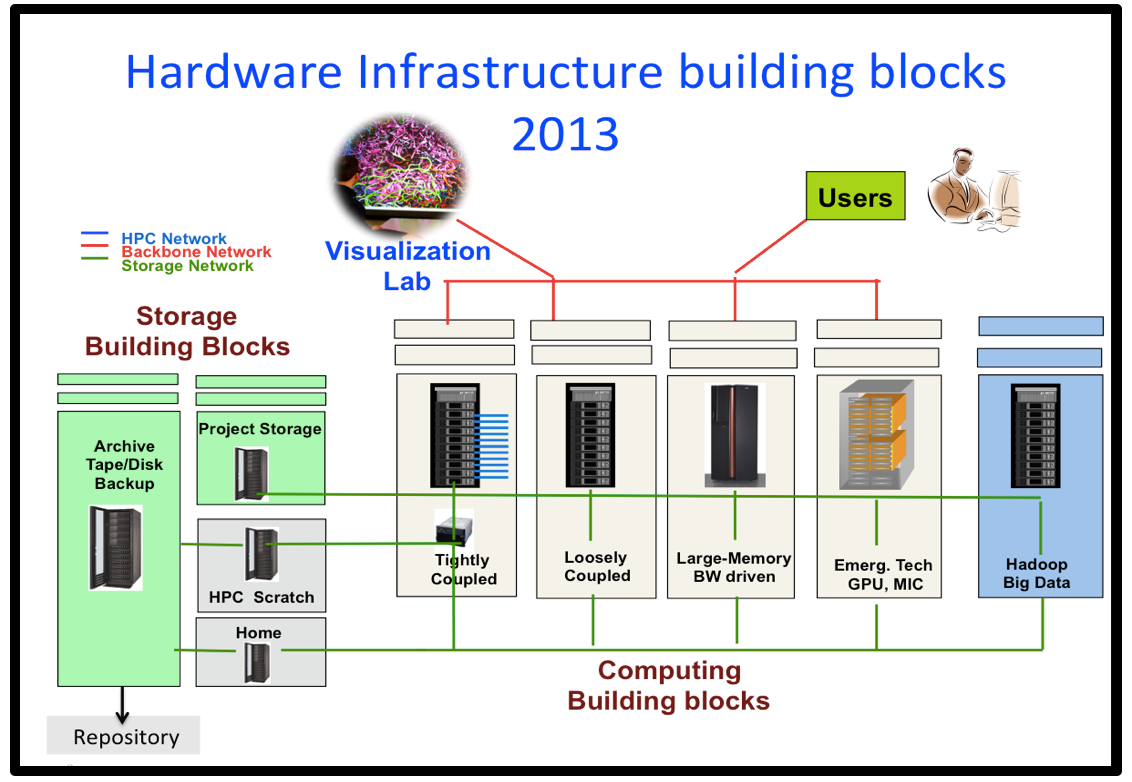 Hardware Infrastructure building blocks
2013
Users
HPC Network
Backbone Network
Storage Network
Visualization
Lab
Storage
Building Blocks
Archive
Tape/Disk
Backup
Project Storage
HPC Scratch
Home
Repository
Tightly
Coupled
Loosely
Coupled
Large-Memory
BW driven
Emerg. Tech
GPU, MIC
Hadoop
Big Data
Computing
Building blocks